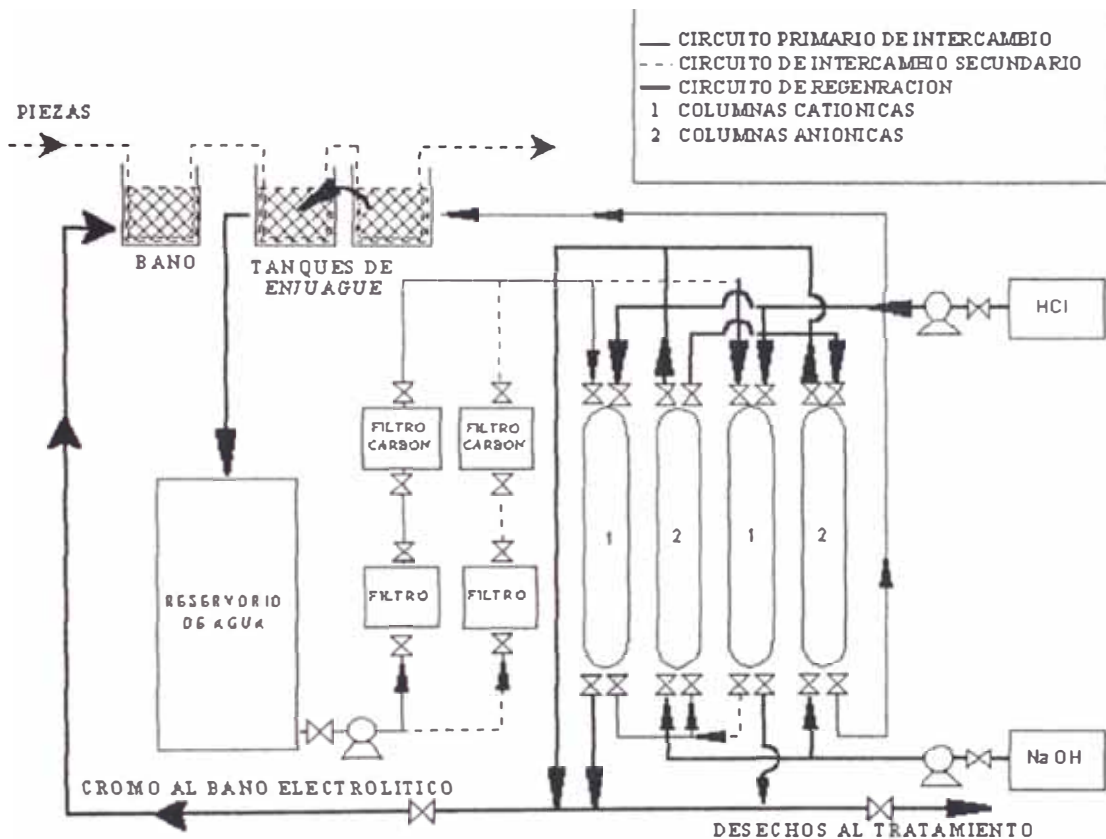 CIRCUITO PRIMARIO DE INTERCAMBIO
CIRCUITO DE INTERCAMBIO SECUNDARIO
CIRCUITO DE REGENRACION
1 COLUMNAS CATIONICAS
2 COLUMNAS ANIONICAS
PIEZAS
BANO
TANQUES DE
ENJUAGUE
HCl
FILTRO
CARBON
FILTRO
CARBON
1
2
1
2
RESERVORIO
DE AGUA
FILTRO
FILTRO
NaOH
CROMO AL BANO ELECTROLITICO
DESECHOS AL TRATAMIENTO